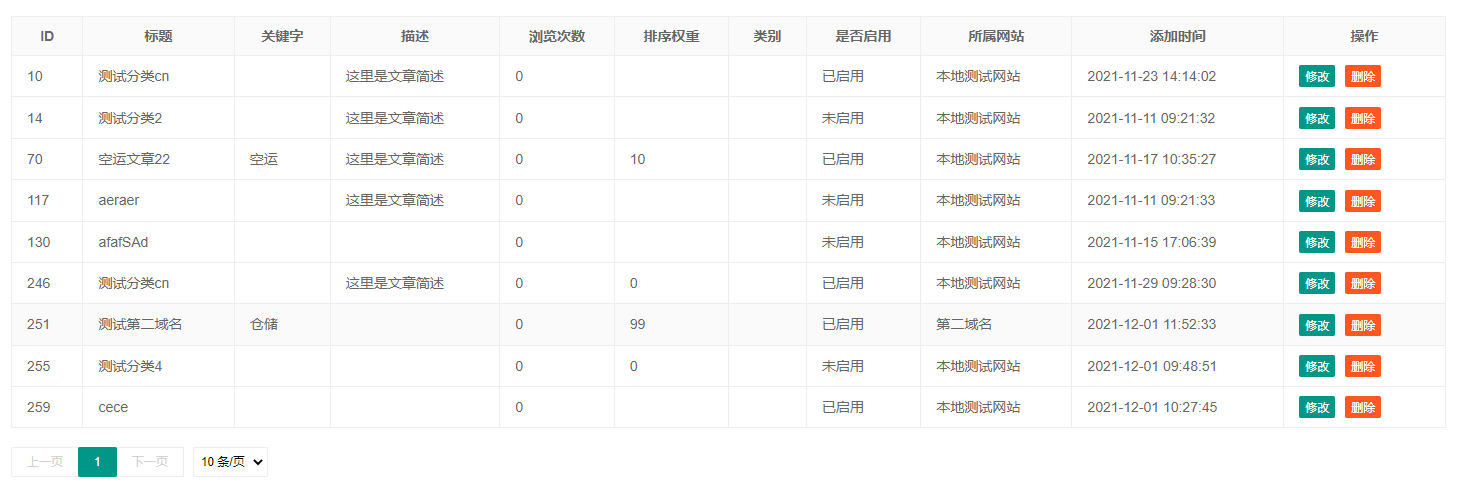 ID 标题 关键字 描述 浏览次数 排序权重 类别 是否启用 所属网站 添加时间 操作
10 测试分类cn 这里是文章简述 0 已启用 本地测试网站 2021-11-23 14:14:02 修改 删除
14 测试分类2 这里是文章简述 0 未启用 本地测试网站 2021-11-11 09:21:32 修改 删除
70 空运文章22 空运 这里是文章简述 0 10 已启用 本地测试网站 2021-11-17 10:35:27 修改 删除
117 aeraer 这里是文章简述 0 未启用 本地测试网站 2021-11-11 09:21:33 修改 删除
130 afafSAd 0 未启用 本地测试网站 2021-11-15 17:06:39 修改 删除
246 测试分类cn 这里是文章简述 0 0 已启用 本地测试网站 2021-11-29 09:28:30 修改 删除
251 测试第二域名 仓储 0 99 已启用 第二域名 2021-12-01 11:52:33 修改 删除
255 测试分类4 0 0 未启用 本地测试网站 2021-12-01 09:48:51 修改 删除
259 cece 0 已启用 本地测试网站 2021-12-01 10:27:45 修改 删除
上一页 1 下一页 10 条/页